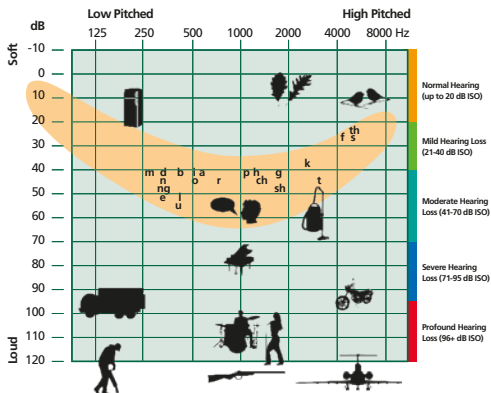 Low Pitched
High Pitched
dB
125 250 500 1000 2000 4000 8000 Hz
Soft
-10
0
10
20
30
40
50
60
70
80
90
100
110
120
Loud
Normal Hearing
(up to 20 dB ISO)
Mild Hearing Loss
(21-40 dB ISO)
Moderate Hearing
Loss (41-70 dB ISO)
Severe Hearing
Loss (71-95 dB ISO)
Profound Hearing
Loss (96+ dB ISO)
th
f s
k
m d b i a p h g
n o r ch t
ng sh
e l
u